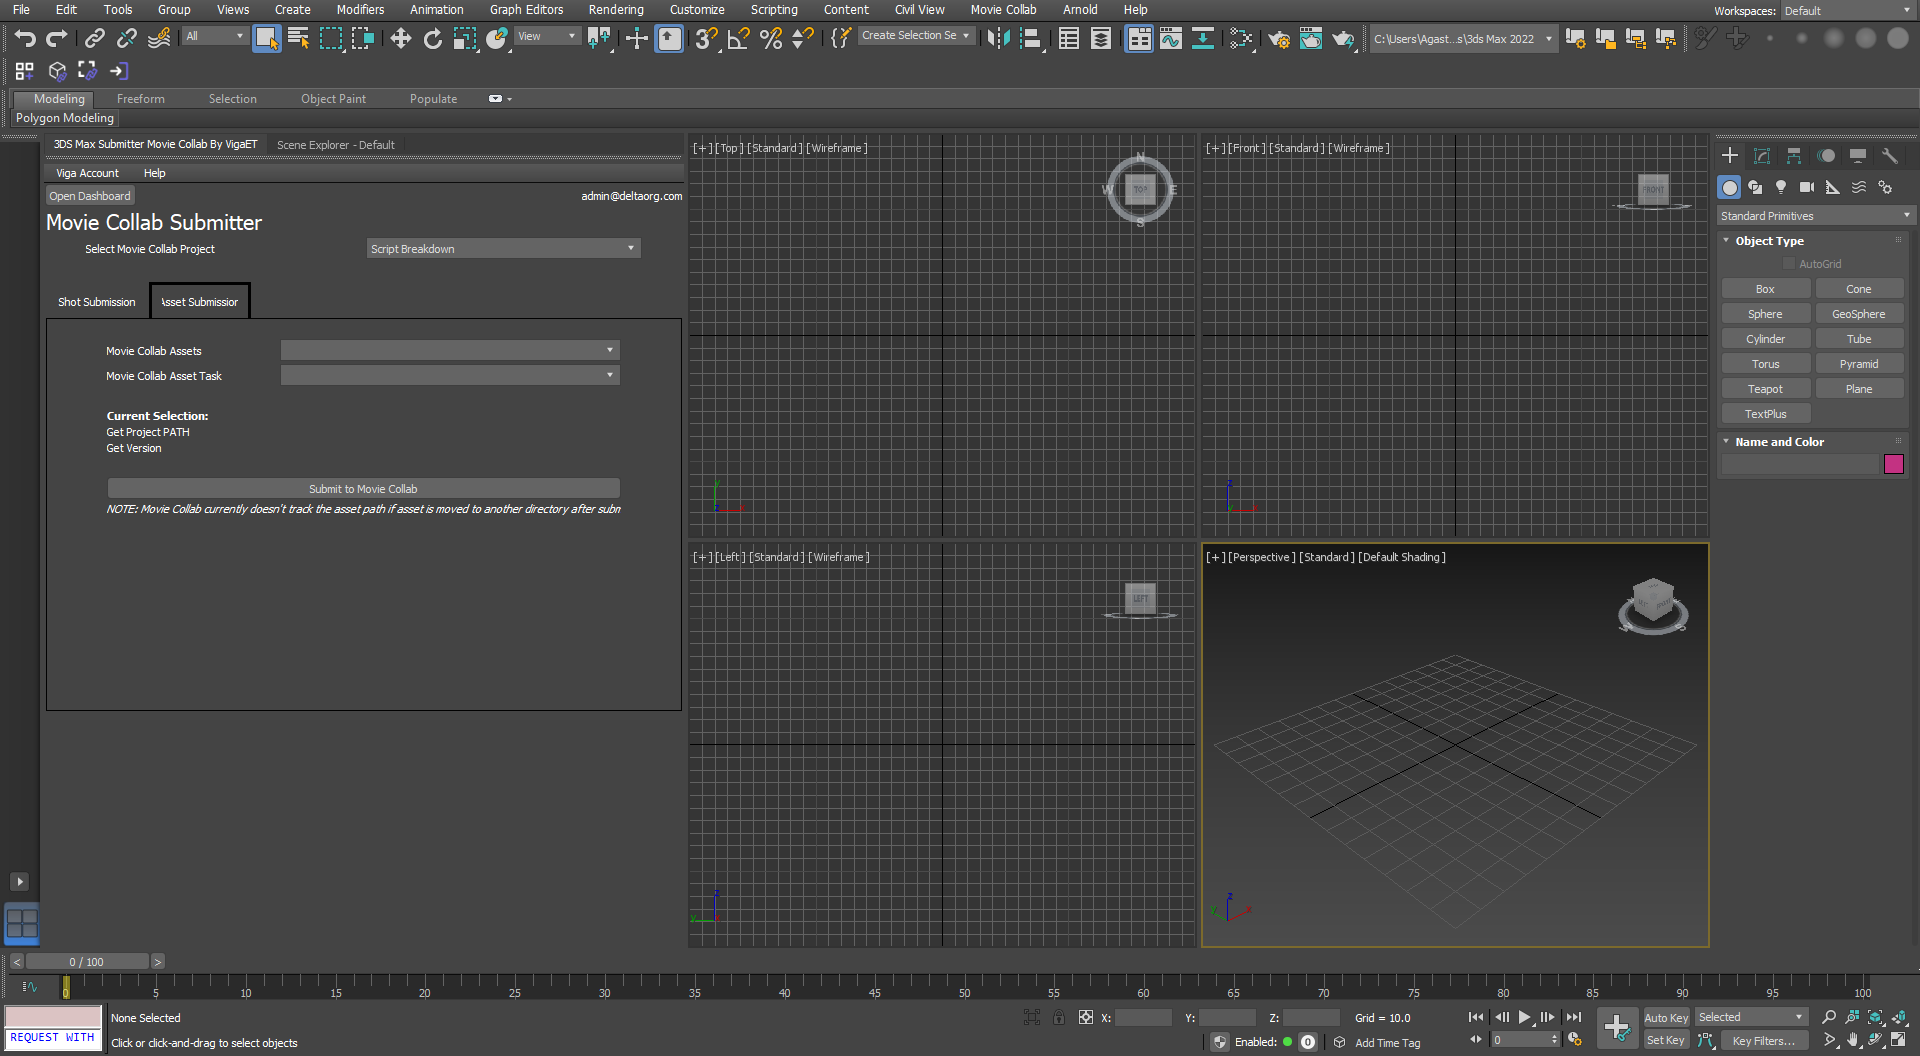 File Edit Tools Group Views Create Modifiers Animation Graph Editors Rendering Customize Scripting Content Civil View Movie Collab Arnold Help Workspaces: Default
All View Create Selection Se C:\Users\Agast...s\3ds Max 2022
Modeling Freeform Selection Object Paint Populate
Polygon Modeling
3DS Max Submitter Movie Collab By VigaET Scene Explorer - Default
Viga Account Help
Open Dashboard admin@deltaorg.com
Movie Collab Submitter
Select Movie Collab Project Script Breakdown
Shot Submission Asset Submission
Movie Collab Assets
Movie Collab Asset Task
Current Selection:
Get Project PATH
Get Version
Submit to Movie Collab
NOTE: Movie Collab currently doesn't track the asset path if asset is moved to another directory after subm
[+] [Top] [Standard] [Wireframe]
N
W TOP E
S
[+] [Front] [Standard] [Wireframe]
FRONT
y
z
z
y
[+] [Left] [Standard] [Wireframe]
LEFT
z
y
[+] [Perspective] [Standard] [Default Shading]
W S
z
y x
Standard Primitives
Object Type
AutoGrid
Box Cone
Sphere GeoSphere
Cylinder Tube
Torus Pyramid
Teapot Plane
TextPlus
Name and Color
< 0 / 100 >
0 5 10 15 20 25 30 35 40 45 50 55 60 65 70 75 80 85 90 95 100
None Selected X: Y: Z: Grid = 10.0 Auto Key Selected
REQUEST WITH
Click or click-and-drag to select objects Enabled: 0 Add Time Tag 0 Set Key Key Filters...